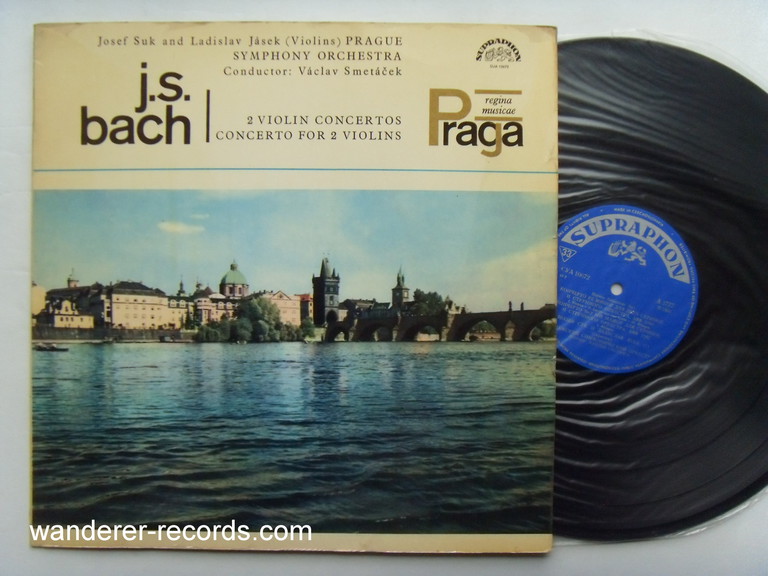 Josef Suk and Ladislav Jásek (Violins) PRAGUE
SYMPHONY ORCHESTRA
Conductor: Václav Smetáček
SUPRAPHON
j.s.
bach
2 VIOLIN CONCERTOS
CONCERTO FOR 2 VIOLINS
regina
musicae
Praga
SUPRAPHON
33
wanderer-records.com